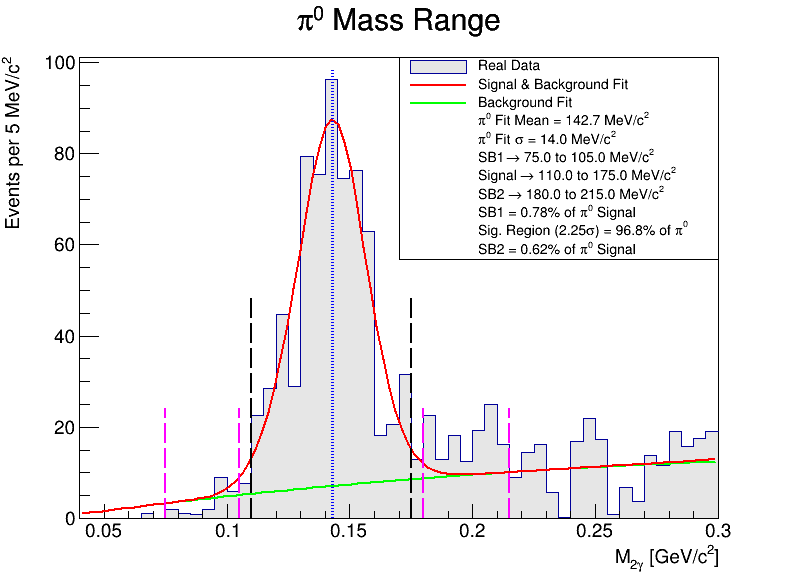 π⁰ Mass Range
Events per 5 MeV/c²
100
80
60
40
20
0
Real Data
Signal & Background Fit
Background Fit
π⁰ Fit Mean = 142.7 MeV/c²
π⁰ Fit σ = 14.0 MeV/c²
SB1 → 75.0 to 105.0 MeV/c²
Signal → 110.0 to 175.0 MeV/c²
SB2 → 180.0 to 215.0 MeV/c²
SB1 = 0.78% of π⁰ Signal
Sig. Region (2.25σ) = 96.8% of π⁰
SB2 = 0.62% of π⁰ Signal
0.05 0.1 0.15 0.2 0.25 0.3
M₂ᵧ [GeV/c²]